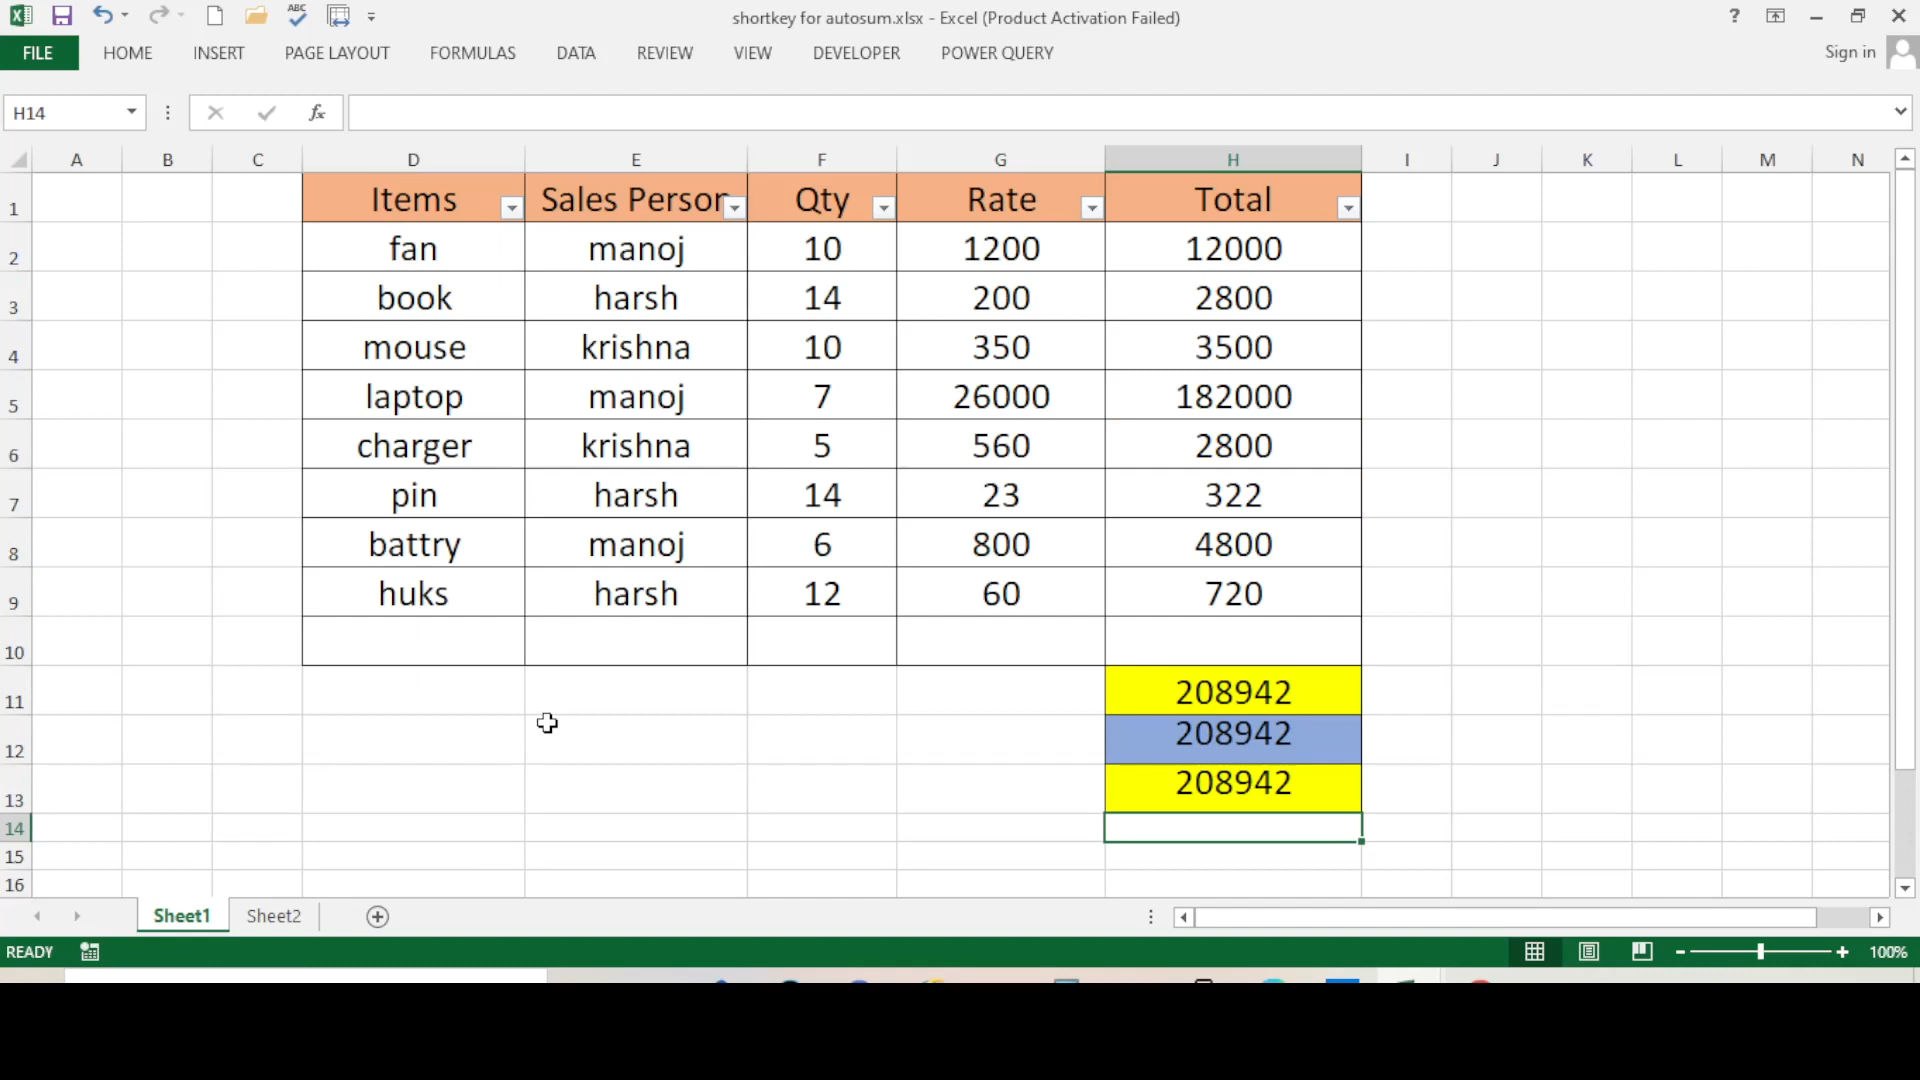 shortkey for autosum.xlsx - Excel (Product Activation Failed)
FILE HOME INSERT PAGE LAYOUT FORMULAS DATA REVIEW VIEW DEVELOPER POWER QUERY Sign in
H14 fx
A B C D E F G H I J K L M N
1 Items Sales Person Qty Rate Total
2 fan manoj 10 1200 12000
3 book harsh 14 200 2800
4 mouse krishna 10 350 3500
5 laptop manoj 7 26000 182000
6 charger krishna 5 560 2800
7 pin harsh 14 23 322
8 battry manoj 6 800 4800
9 huks harsh 12 60 720
10
11 208942
12 208942
13 208942
14
15
16
Sheet1 Sheet2
READY 100%